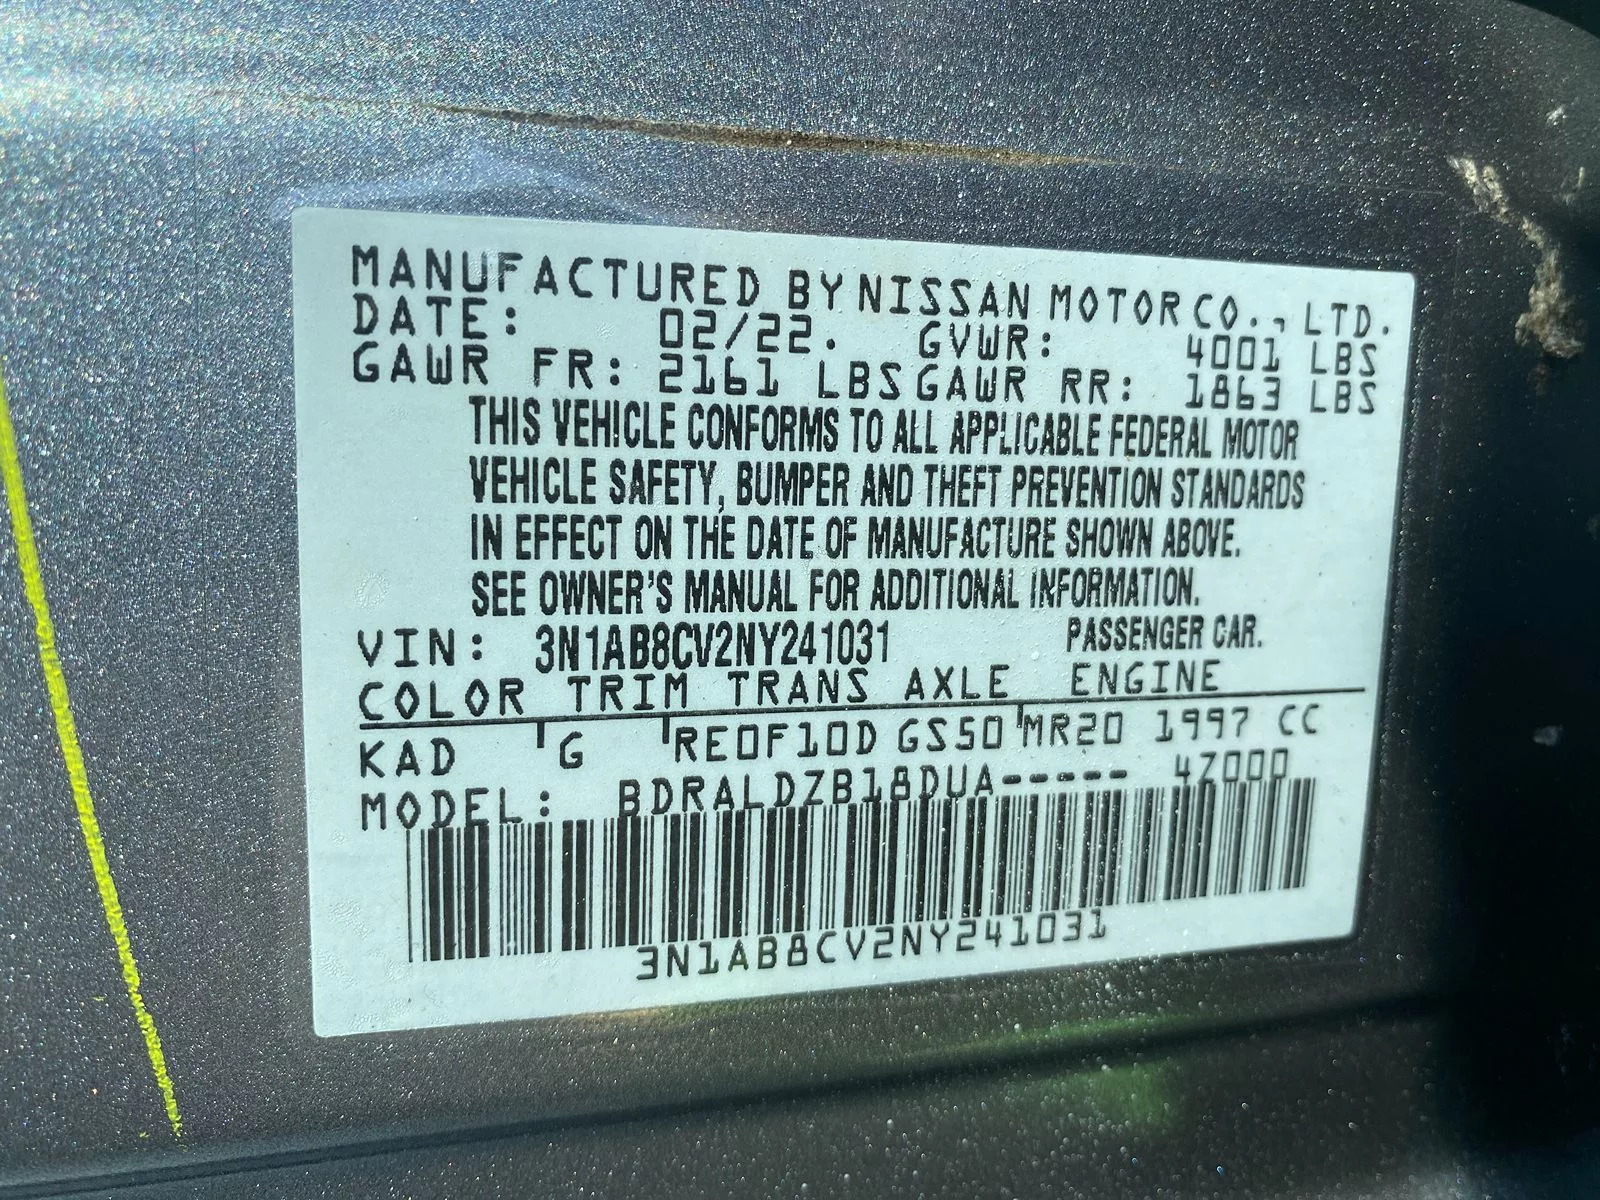 MANUFACTURED BY NISSAN MOTOR CO., LTD.
DATE: 02/22. GVWR: 4001 LBS
GAWR FR: 2161 LBS GAWR RR: 1863 LBS
THIS VEHICLE CONFORMS TO ALL APPLICABLE FEDERAL MOTOR
VEHICLE SAFETY, BUMPER AND THEFT PREVENTION STANDARDS
IN EFFECT ON THE DATE OF MANUFACTURE SHOWN ABOVE.
SEE OWNER'S MANUAL FOR ADDITIONAL INFORMATION.
VIN: 3N1AB8CV2NY241031 PASSENGER CAR.
COLOR TRIM TRANS AXLE ENGINE
KAD G RE0F10D GS50 MR20 1997 CC
MODEL: BDRALDZB18DUA----- 4Z000
3N1AB8CV2NY241031